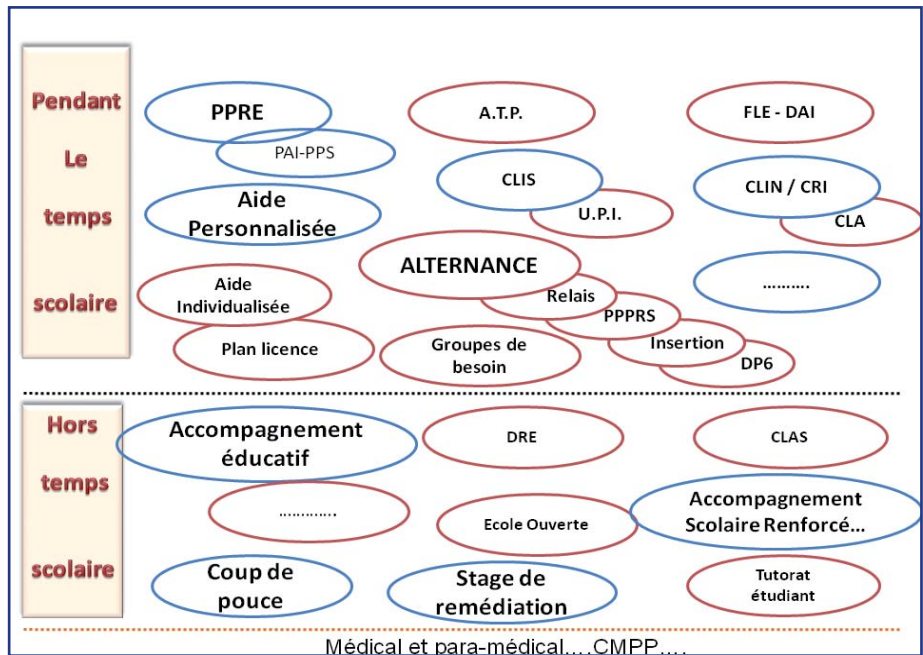 Pendant
Le
temps
scolaire
PPRE
PAI-PPS
Aide
Personnalisée
Aide
Individualisée
Plan licence
A.T.P.
CLIS
U.P.I.
ALTERNANCE
Relais
PPPRS
Insertion
DP6
Groupes de
besoin
FLE - DAI
CLIN / CRI
CLA
..........
Hors
temps
scolaire
Accompagnement
éducatif
.............
Coup de
pouce
DRE
Ecole Ouverte
Stage de
remédiation
CLAS
Accompagnement
Scolaire Renforcé...
Tutorat
étudiant
Médical et para-médical....CMPP....